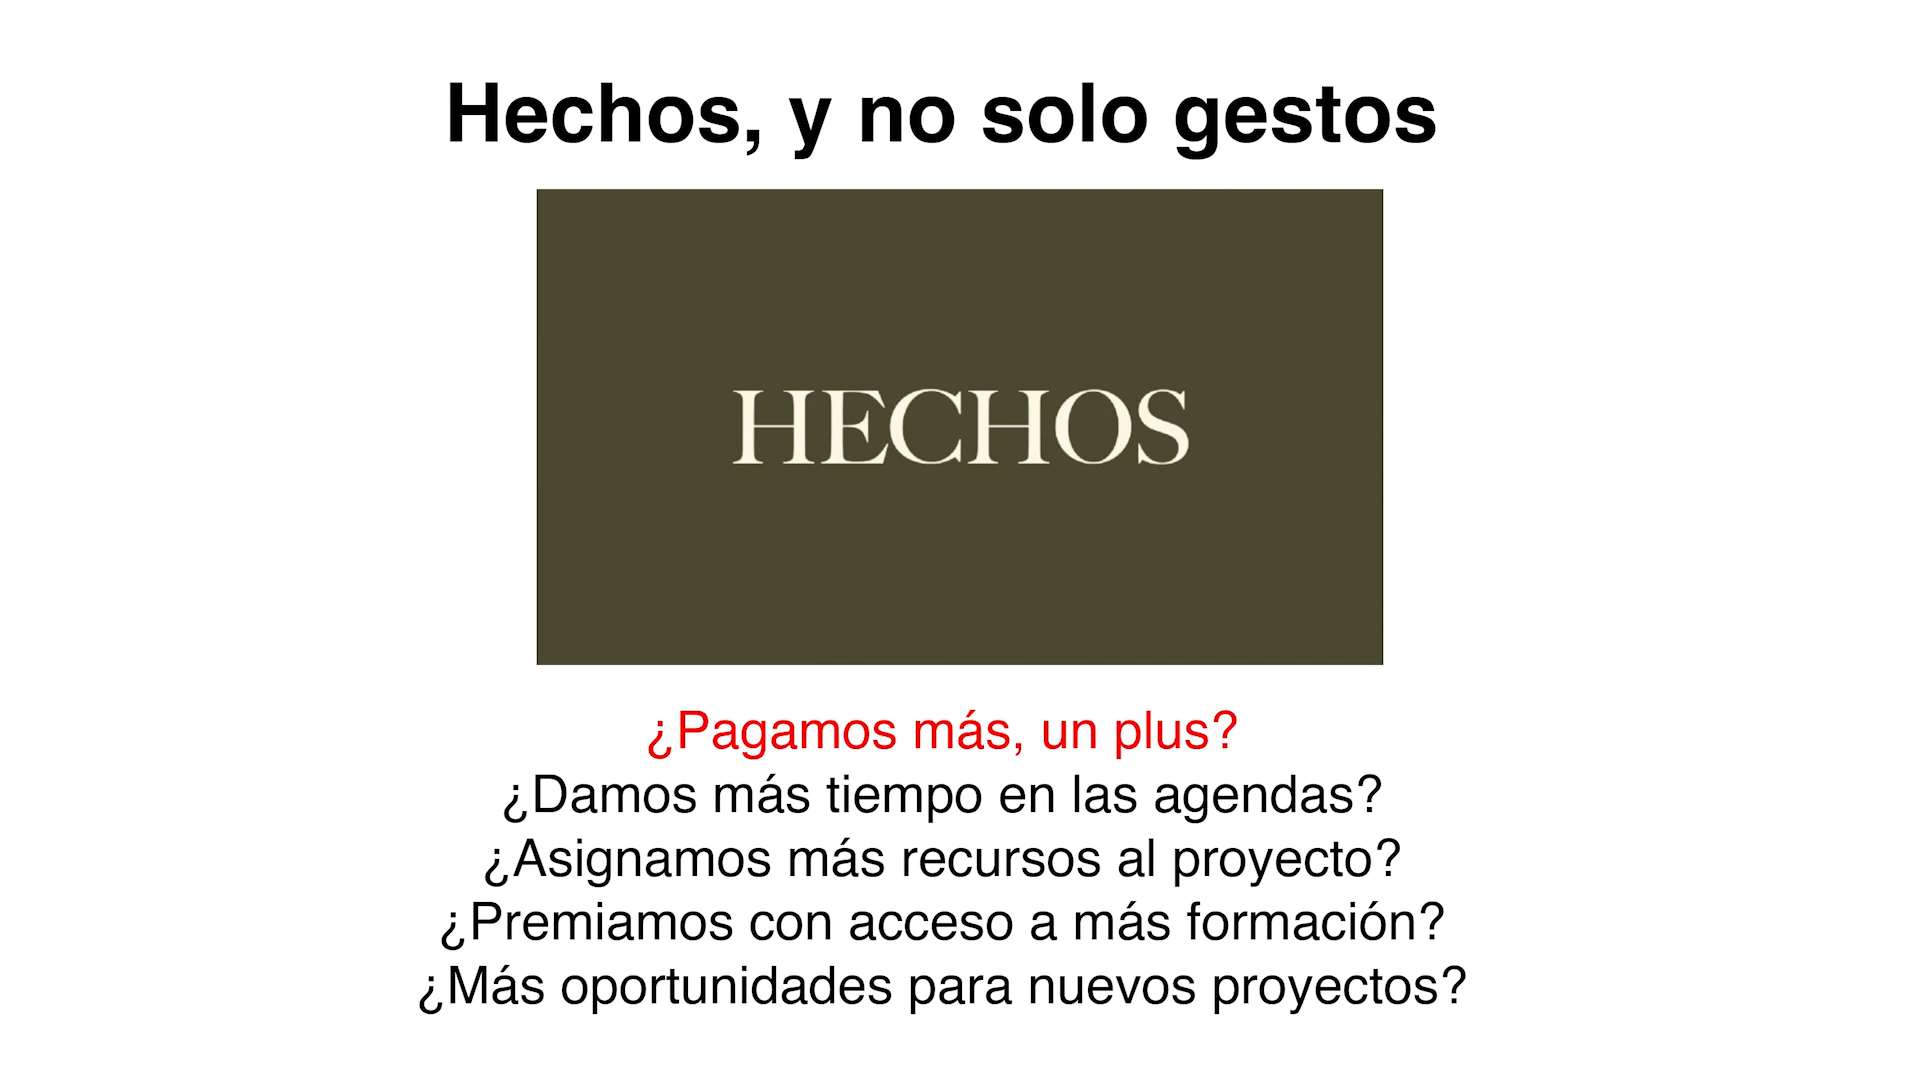 Hechos, y no solo gestos
HECHOS
¿Pagamos más, un plus?
¿Damos más tiempo en las agendas?
¿Asignamos más recursos al proyecto?
¿Premiamos con acceso a más formación?
¿Más oportunidades para nuevos proyectos?